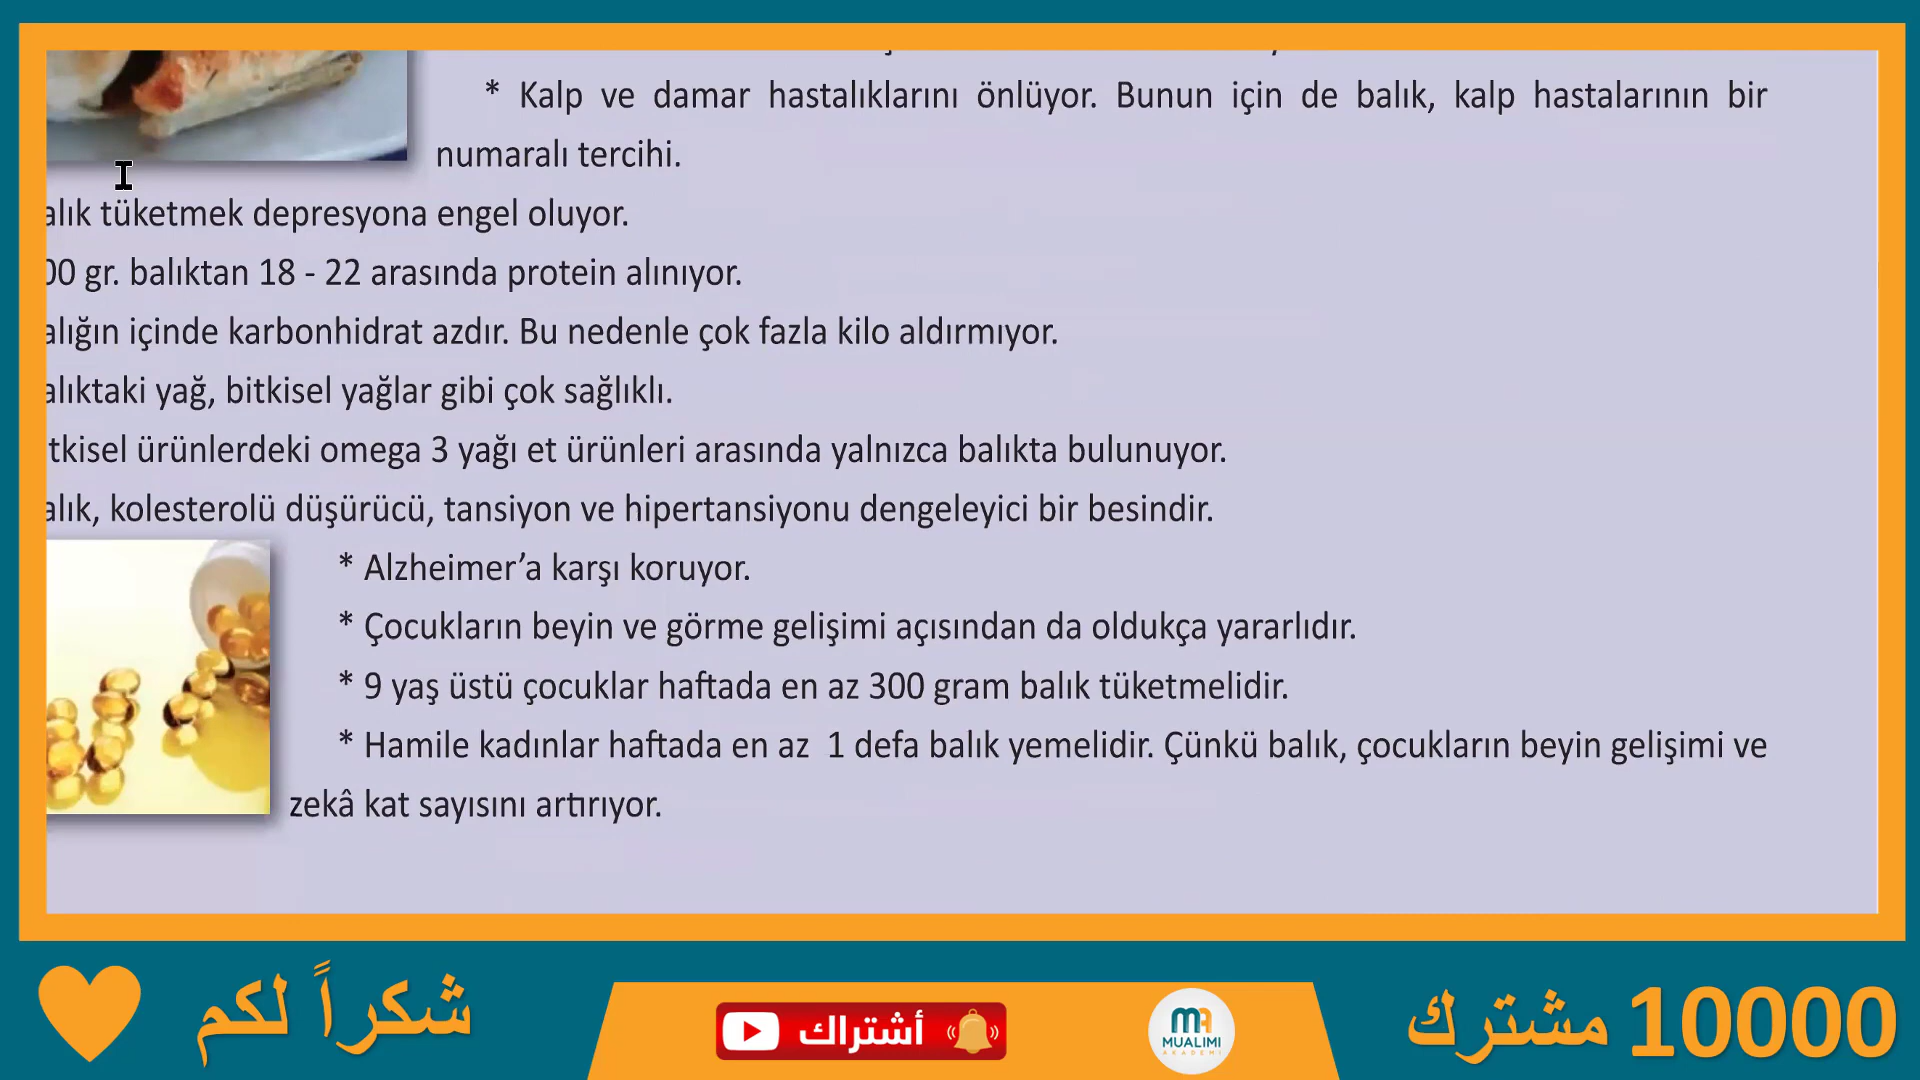 * Kalp ve damar hastalıklarını önlüyor. Bunun için de balık, kalp hastalarının bir
numaralı tercihi.
alık tüketmek depresyona engel oluyor.
00 gr. balıktan 18 - 22 arasında protein alınıyor.
alığın içinde karbonhidrat azdır. Bu nedenle çok fazla kilo aldırmıyor.
alıktaki yağ, bitkisel yağlar gibi çok sağlıklı.
tkisel ürünlerdeki omega 3 yağı et ürünleri arasında yalnızca balıkta bulunuyor.
alık, kolesterolü düşürücü, tansiyon ve hipertansiyonu dengeleyici bir besindir.
* Alzheimer’a karşı koruyor.
* Çocukların beyin ve görme gelişimi açısından da oldukça yararlıdır.
* 9 yaş üstü çocuklar haftada en az 300 gram balık tüketmelidir.
* Hamile kadınlar haftada en az 1 defa balık yemelidir. Çünkü balık, çocukların beyin gelişimi ve
zekâ kat sayısını artırıyor.
شكراً لكم
أشتراك
MUALIMI
AKADEMI
10000 مشترك